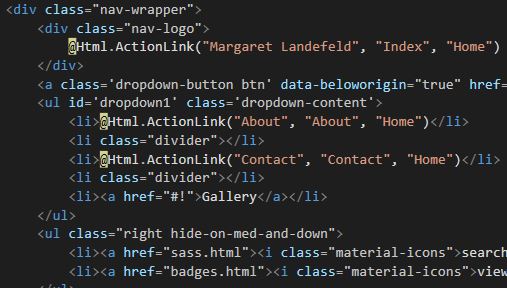 <div class="nav-wrapper">
<div class="nav-logo">
@Html.ActionLink("Margaret Landefeld", "Index", "Home")
</div>
<a class='dropdown-button btn' data-beloworigin="true" href=
<ul id='dropdown1' class='dropdown-content'>
<li>@Html.ActionLink("About", "About", "Home")</li>
<li class="divider"></li>
<li>@Html.ActionLink("Contact", "Contact", "Home")</li>
<li class="divider"></li>
<li><a href="#!">Gallery</a></li>
</ul>
<ul class="right hide-on-med-and-down">
<li><a href="sass.html"><i class="material-icons">search
<li><a href="badges.html"><i class="material-icons">view
</ul>